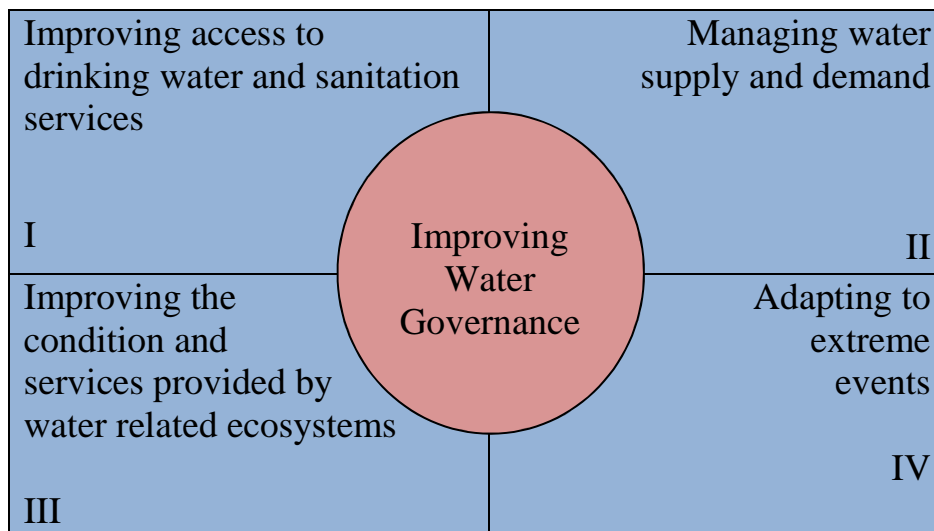 Improving access to
drinking water and sanitation
services
I
Managing water
supply and demand
II
Improving
Water
Governance
Improving the
condition and
services provided by
water related ecosystems
III
Adapting to
extreme
events
IV